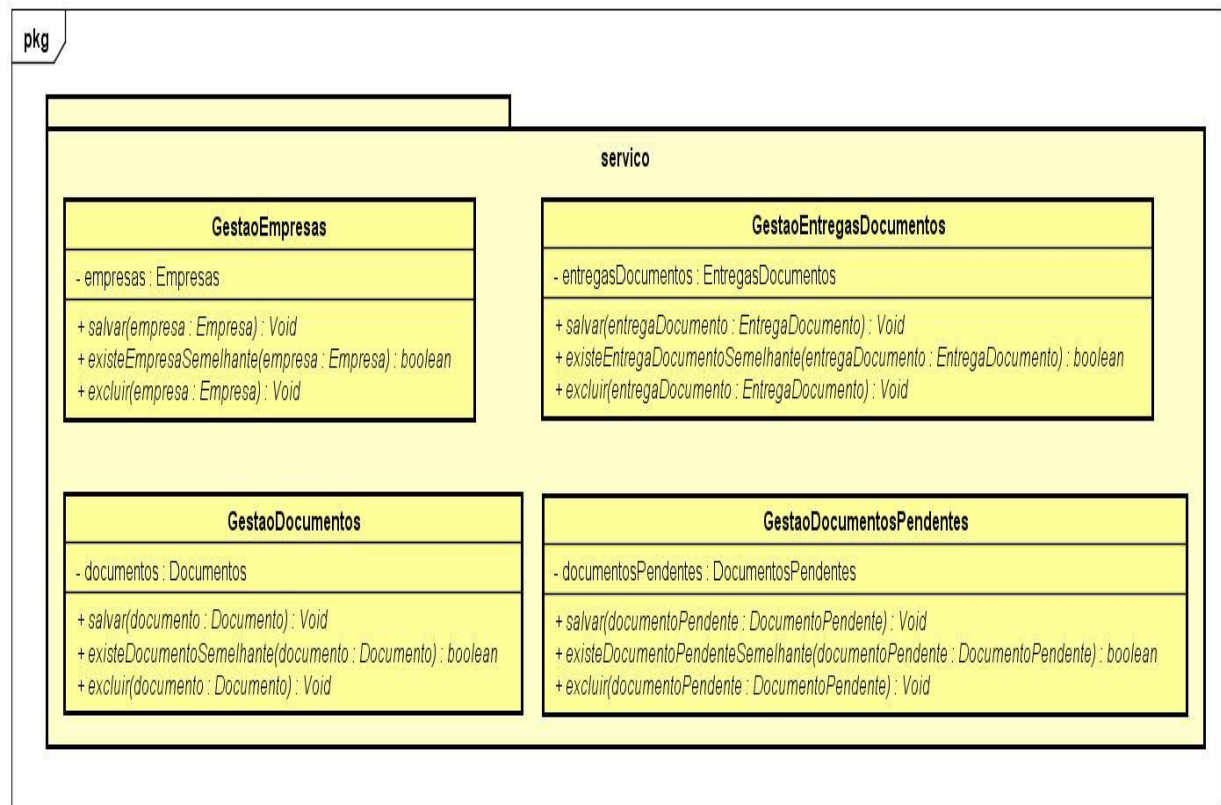 pkg
servico
GestaoEmpresas
- empresas : Empresas
+ salvar(empresa : Empresa) : Void
+ existeEmpresaSemelhante(empresa : Empresa) : boolean
+ excluir(empresa : Empresa) : Void
GestaoEntregasDocumentos
- entregasDocumentos : EntregasDocumentos
+ salvar(entregaDocumento : EntregaDocumento) : Void
+ existeEntregaDocumentoSemelhante(entregaDocumento : EntregaDocumento) : boolean
+ excluir(entregaDocumento : EntregaDocumento) : Void
GestaoDocumentos
- documentos : Documentos
+ salvar(documento : Documento) : Void
+ existeDocumentoSemelhante(documento : Documento) : boolean
+ excluir(documento : Documento) : Void
GestaoDocumentosPendentes
- documentosPendentes : DocumentosPendentes
+ salvar(documentoPendente : DocumentoPendente) : Void
+ existeDocumentoPendenteSemelhante(documentoPendente : DocumentoPendente) : boolean
+ excluir(documentoPendente : DocumentoPendente) : Void